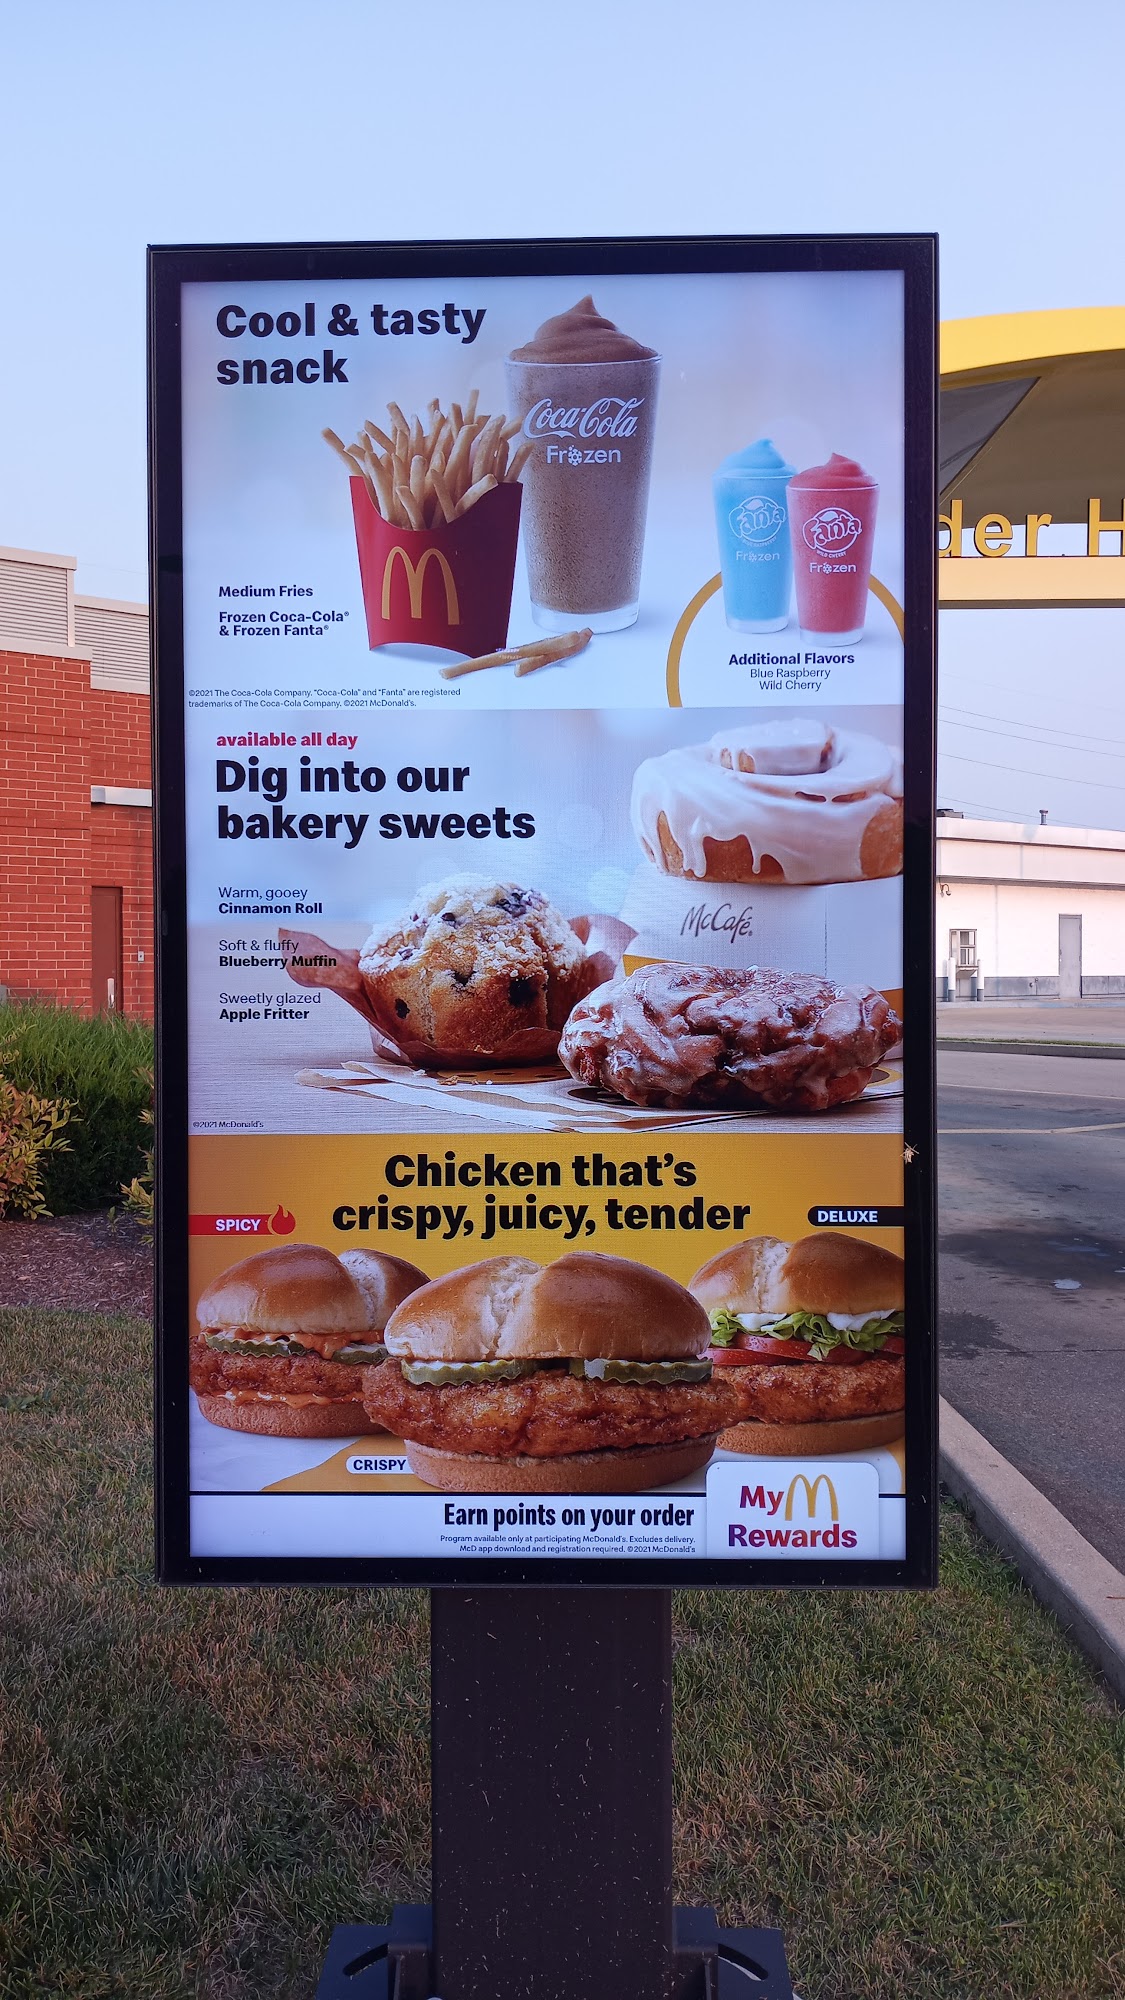 Cool & tasty
snack
Coca-Cola
Frozen
Fanta
Frozen
Fanta
WILD CHERRY
Frozen
Medium Fries
Frozen Coca-Cola®
& Frozen Fanta®
Additional Flavors
Blue Raspberry
Wild Cherry
©2021 The Coca-Cola Company. "Coca-Cola" and "Fanta" are registered
trademarks of The Coca-Cola Company. ©2021 McDonald's.
der H
available all day
Dig into our
bakery sweets
Warm, gooey
Cinnamon Roll
Soft & fluffy
Blueberry Muffin
Sweetly glazed
Apple Fritter
McCafé®
©2021 McDonald's
Chicken that's
crispy, juicy, tender
SPICY
DELUXE
CRISPY
Earn points on your order
Program available only at participating McDonald's. Excludes delivery.
McD app download and registration required. ©2021 McDonald's
My
Rewards